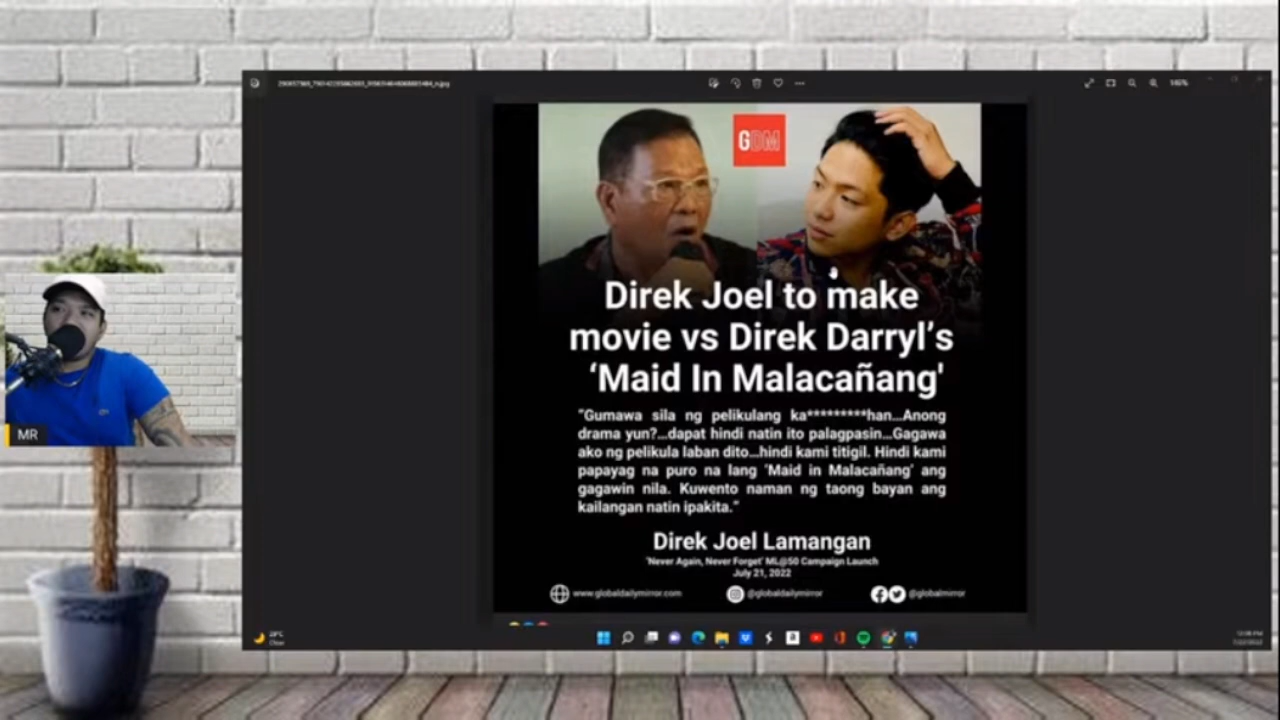 146%
GDM
Direk Joel to make
movie vs Direk Darryl’s
‘Maid In Malacañang'
“Gumawa sila ng pelikulang ka*********han...Anong
drama yun?...dapat hindi natin ito palagpasin...Gagawa
ako ng pelikula laban dito...hindi kami titigil. Hindi kami
papayag na puro na lang ‘Maid in Malacañang’ ang
gagawin nila. Kuwento naman ng taong bayan ang
kailangan natin ipakita.”
Direk Joel Lamangan
‘Never Again, Never Forget’ ML@50 Campaign Launch
July 21, 2022
www.globaldailymirror.com
@globaldailymirror
@globalmirror
MR